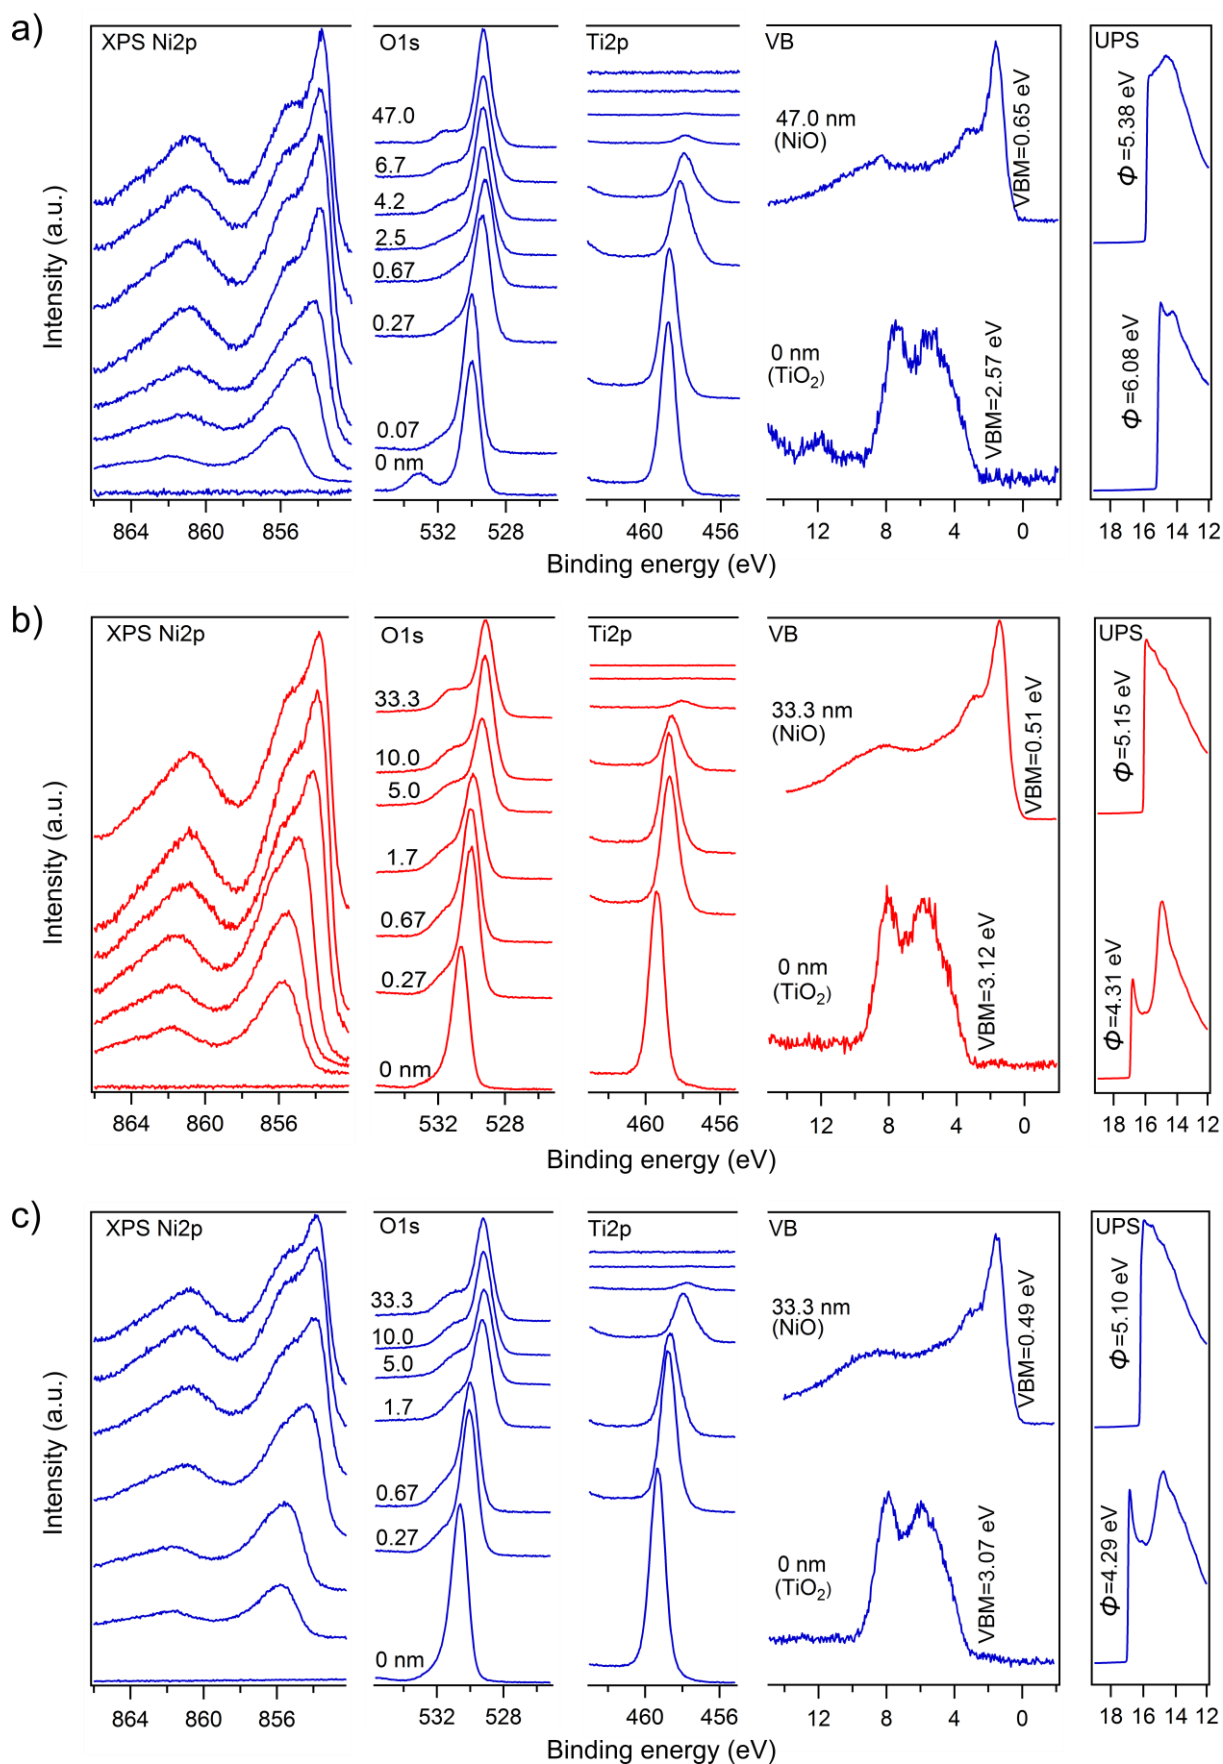 a)
XPS Ni2p
O1s
Ti2p
VB
UPS
47.0
6.7
4.2
2.5
0.67
0.27
0.07
0 nm
47.0 nm
(NiO)
VBM=0.65 eV
0 nm
(TiO₂)
VBM=2.57 eV
Φ=5.38 eV
Φ=6.08 eV
Intensity (a.u.)
864 860 856
532 528
460 456
12 8 4 0
18 16 14 12
Binding energy (eV)
b)
XPS Ni2p
O1s
Ti2p
VB
UPS
33.3
10.0
5.0
1.7
0.67
0.27
0 nm
33.3 nm
(NiO)
VBM=0.51 eV
0 nm
(TiO₂)
VBM=3.12 eV
Φ=5.15 eV
Φ=4.31 eV
Intensity (a.u.)
864 860 856
532 528
460 456
12 8 4 0
18 16 14 12
Binding energy (eV)
c)
XPS Ni2p
O1s
Ti2p
VB
UPS
33.3
10.0
5.0
1.7
0.67
0.27
0 nm
33.3 nm
(NiO)
VBM=0.49 eV
0 nm
(TiO₂)
VBM=3.07 eV
Φ=5.10 eV
Φ=4.29 eV
Intensity (a.u.)
864 860 856
532 528
460 456
12 8 4 0
18 16 14 12
Binding energy (eV)